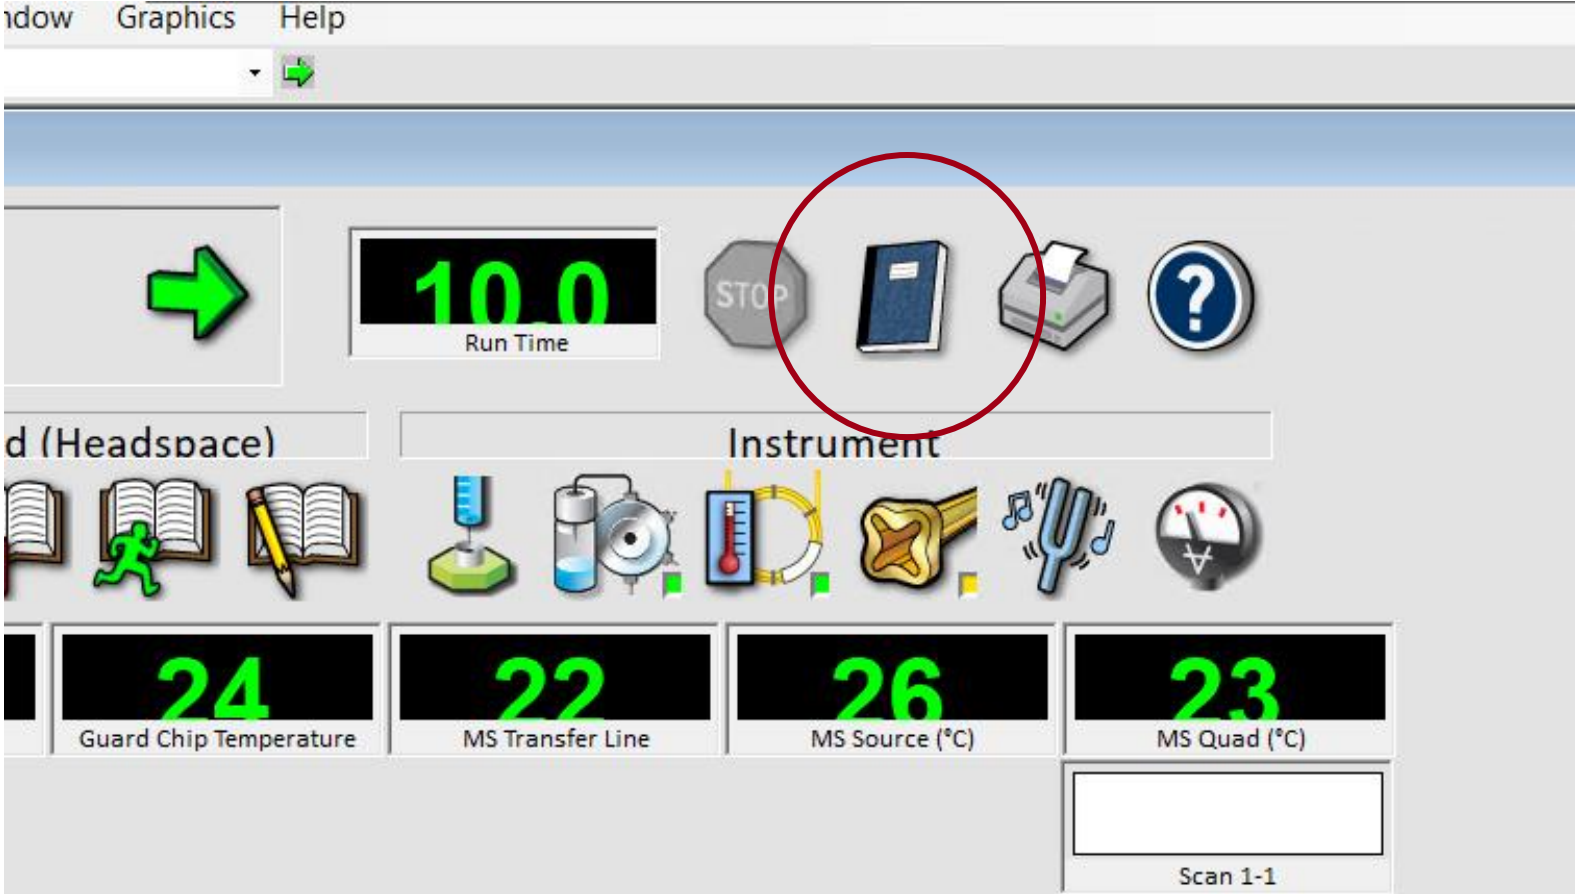 Graphics Help
10.0
Run Time
STOP
?
(Headspace)
Instrument
24
22
26
23
Guard Chip Temperature
MS Transfer Line
MS Source (°C)
MS Quad (°C)
Scan 1-1